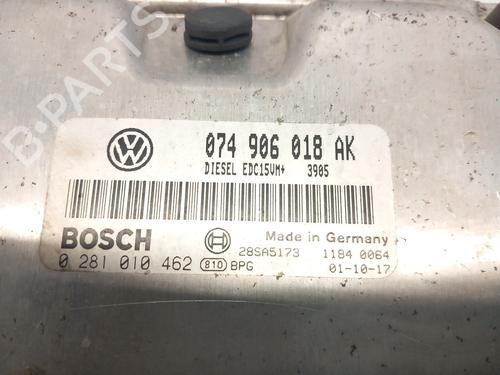 074 906 018 AK
DIESEL EDC15VM+ 3905
BOSCH
Made in Germany
28SA5173 1184 0064
0 281 010 462 810 BPG 01-10-17
B-PARTS